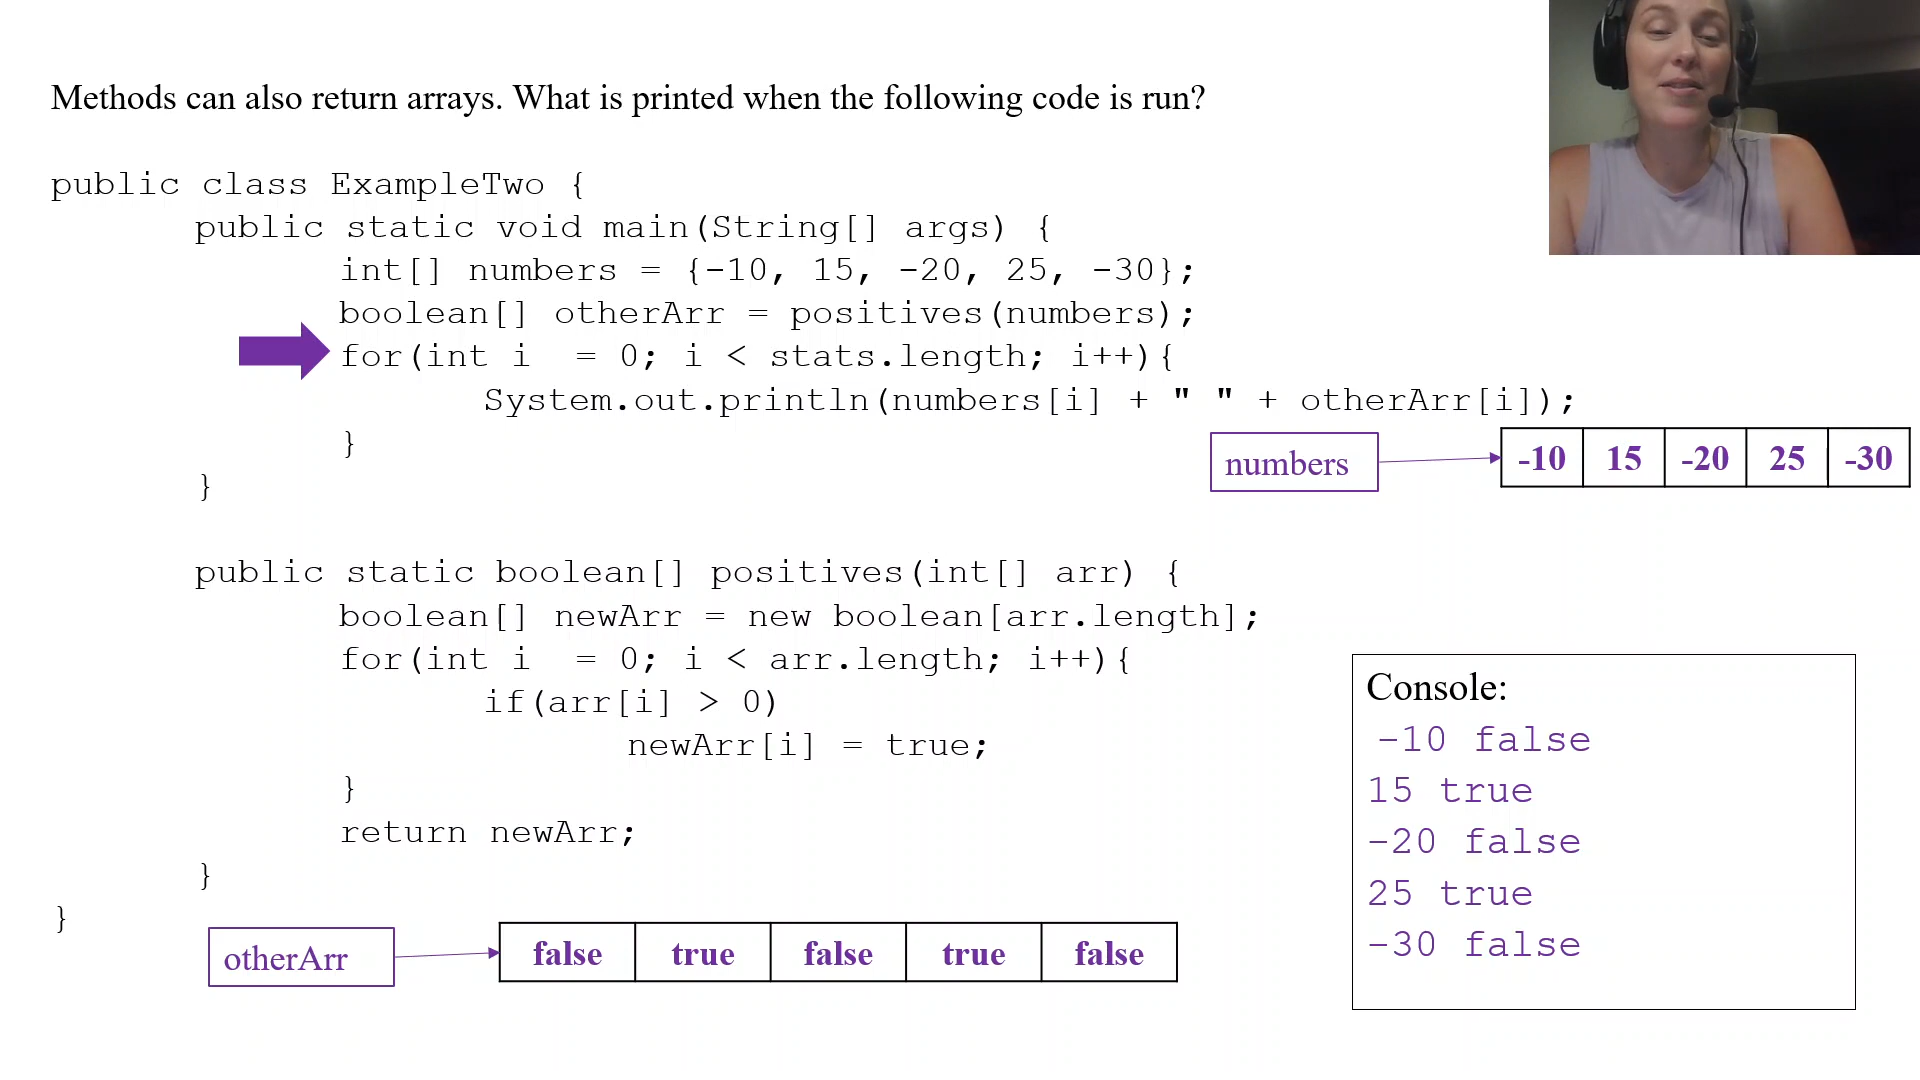 Methods can also return arrays. What is printed when the following code is run?
public class ExampleTwo {
public static void main(String[] args) {
int[] numbers = {-10, 15, -20, 25, -30};
boolean[] otherArr = positives(numbers);
for(int i  = 0; i < stats.length; i++){
System.out.println(numbers[i] + " " + otherArr[i]);
}
numbers
-10 15 -20 25 -30
}
public static boolean[] positives(int[] arr) {
boolean[] newArr = new boolean[arr.length];
for(int i  = 0; i < arr.length; i++){
if(arr[i] > 0)
newArr[i] = true;
}
return newArr;
}
}
otherArr
false true false true false
Console:
-10 false
15 true
-20 false
25 true
-30 false